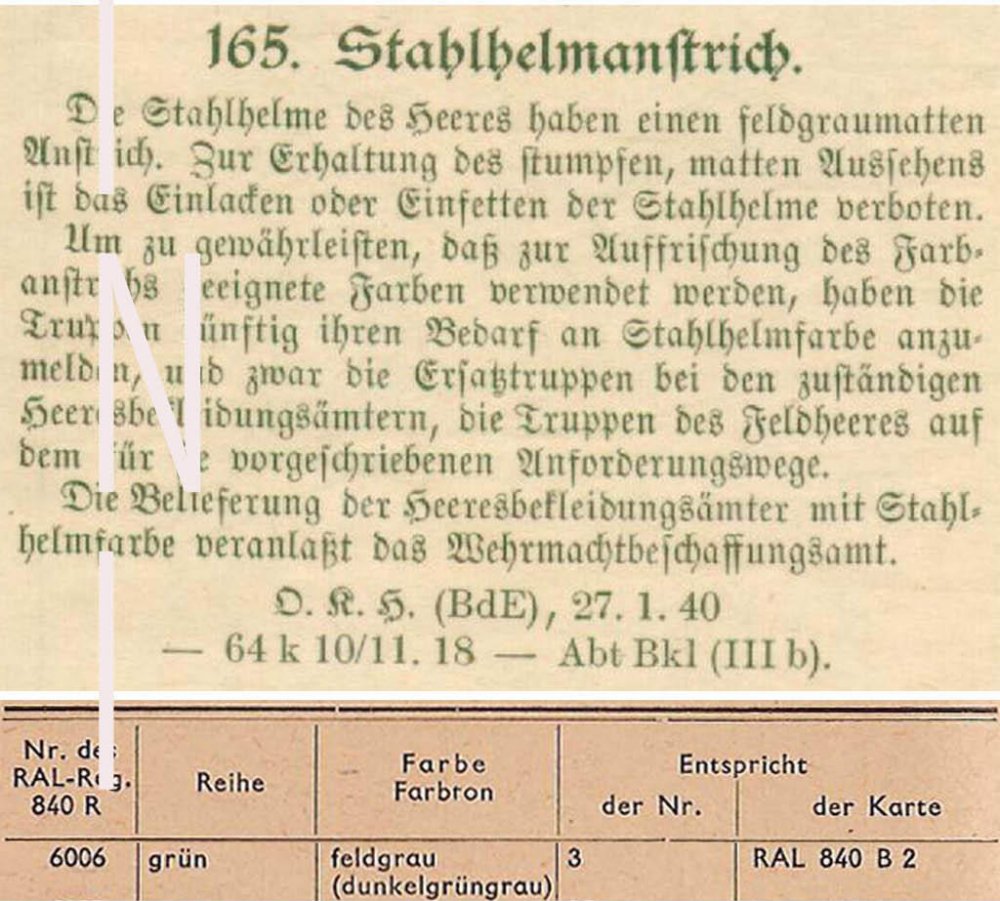 165. Stahlhelmanstrich.
Die Stahlhelme des Heeres haben einen feldgraumatten
Anstrich. Zur Erhaltung des stumpfen, matten Aussehens
ist das Einlacken oder Einfetten der Stahlhelme verboten.
Um zu gewährleisten, daß zur Auffrischung des Farb-
anstrichs geeignete Farben verwendet werden, haben die
Truppen künftig ihren Bedarf an Stahlhelmfarbe anzu-
melden, und zwar die Ersatztruppen bei den zuständigen
Heeresbekleidungsämtern, die Truppen des Feldheeres auf
dem für sie vorgeschriebenen Anforderungswege.
Die Belieferung der Heeresbekleidungsämter mit Stahl-
helmfarbe veranlaßt das Wehrmachtbeschaffungsamt.
O. K. H. (BdE), 27. 1. 40
— 64 k 10/11. 18 — Abt Bkl (III b).
N
Nr. des
RAL-Reg.
840 R
Reihe
Farbe
Farbron
Entspricht
der Nr.
der Karte
6006
grün
feldgrau
(dunkelgrüngrau)
3
RAL 840 B 2